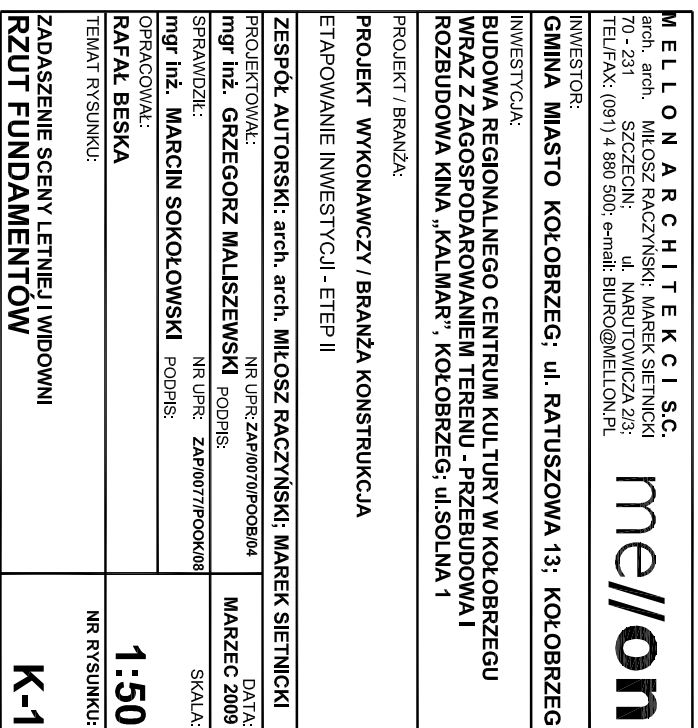 MELLON ARCHITEKCI S.C.
arch. arch. MIŁOSZ RACZYŃSKI; MAREK SIETNICKI
70 - 231 SZCZECIN; ul. NARUTOWICZA 2/3;
TEL/FAX: (091) 4 880 500; e-mail: BIURO@MELLON.PL
mellon
INWESTOR:
GMINA MIASTO KOŁOBRZEG; ul. RATUSZOWA 13; KOŁOBRZEG
INWESTYCJA:
BUDOWA REGIONALNEGO CENTRUM KULTURY W KOŁOBRZEGU
WRAZ Z ZAGOSPODAROWANIEM TERENU - PRZEBUDOWA I
ROZBUDOWA KINA „KALMAR”, KOŁOBRZEG; ul.SOLNA 1
PROJEKT / BRANŻA:
PROJEKT WYKONAWCZY / BRANŻA KONSTRUKCJA
ETAPOWANIE INWESTYCJI - ETEP II
ZESPÓŁ AUTORSKI: arch. arch. MIŁOSZ RACZYŃSKI; MAREK SIETNICKI
PROJEKTOWAŁ: NR UPR: ZAP/0070/POOB/04
mgr inż. GRZEGORZ MALISZEWSKI PODPIS:
DATA:
MARZEC 2009
SPRAWDZIŁ: NR UPR: ZAP/0077/POOK/08
mgr inż. MARCIN SOKOŁOWSKI PODPIS:
SKALA:
OPRACOWAŁ:
RAFAŁ BESKA
1:50
TEMAT RYSUNKU:
NR RYSUNKU:
ZADASZENIE SCENY LETNIEJ I WIDOWNI
RZUT FUNDAMENTÓW
K-1